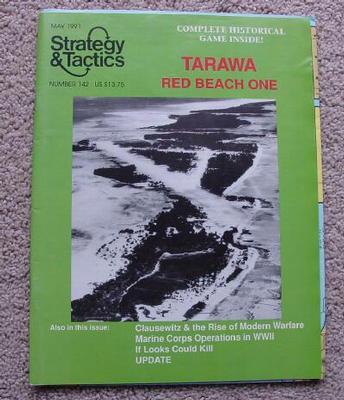 MAY 1991
Strategy
&Tactics
NUMBER 142 US $13.75
COMPLETE HISTORICAL
GAME INSIDE!
TARAWA
RED BEACH ONE
Also in this issue:
Clausewitz & the Rise of Modern Warfare
Marine Corps Operations in WWII
If Looks Could Kill
UPDATE